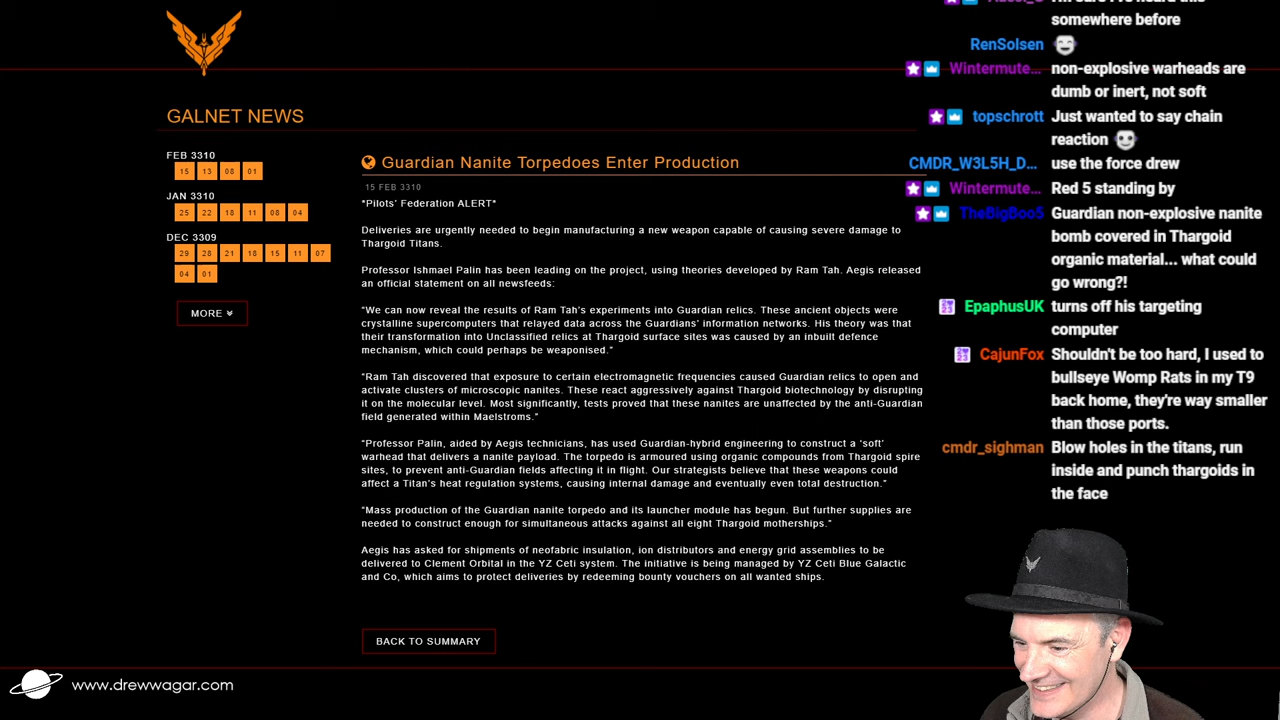 GALNET NEWS
FEB 3310
15 13 08 01
JAN 3310
25 22 18 11 08 04
DEC 3309
29 28 21 18 15 11 07
04 01
MORE
Guardian Nanite Torpedoes Enter Production
15 FEB 3310
*Pilots' Federation ALERT*
Deliveries are urgently needed to begin manufacturing a new weapon capable of causing severe damage to
Thargoid Titans.
Professor Ishmael Palin has been leading on the project, using theories developed by Ram Tah. Aegis released
an official statement on all newsfeeds:
"We can now reveal the results of Ram Tah's experiments into Guardian relics. These ancient objects were
crystalline supercomputers that relayed data across the Guardians' information networks. His theory was that
their transformation into Unclassified relics at Thargoid surface sites was caused by an inbuilt defence
mechanism, which could perhaps be weaponised."
"Ram Tah discovered that exposure to certain electromagnetic frequencies caused Guardian relics to open and
activate clusters of microscopic nanites. These react aggressively against Thargoid biotechnology by disrupting
it on the molecular level. Most significantly, tests proved that these nanites are unaffected by the anti-Guardian
field generated within Maelstroms."
"Professor Palin, aided by Aegis technicians, has used Guardian-hybrid engineering to construct a 'soft'
warhead that delivers a nanite payload. The torpedo is armoured using organic compounds from Thargoid spire
sites, to prevent anti-Guardian fields affecting it in flight. Our strategists believe that these weapons could
affect a Titan's heat regulation systems, causing internal damage and eventually even total destruction."
"Mass production of the Guardian nanite torpedo and its launcher module has begun. But further supplies are
needed to construct enough for simultaneous attacks against all eight Thargoid motherships."
Aegis has asked for shipments of neofabric insulation, ion distributors and energy grid assemblies to be
delivered to Clement Orbital in the YZ Ceti system. The initiative is being managed by YZ Ceti Blue Galactic
and Co, which aims to protect deliveries by redeeming bounty vouchers on all wanted ships.
BACK TO SUMMARY
www.drewwagar.com
somewhere before
RenSolsen
Wintermute... non-explosive warheads are
dumb or inert, not soft
topschrott Just wanted to say chain
reaction
CMDR_W3L5H_D... use the force drew
Wintermute... Red 5 standing by
TheBigBoo5 Guardian non-explosive nanite
bomb covered in Thargoid
organic material... what could
go wrong?!
EpaphusUK turns off his targeting
computer
CajunFox Shouldn't be too hard, I used to
bullseye Womp Rats in my T9
back home, they're way smaller
than those ports.
cmdr_sighman Blow holes in the titans, run
inside and punch thargoids in
the face